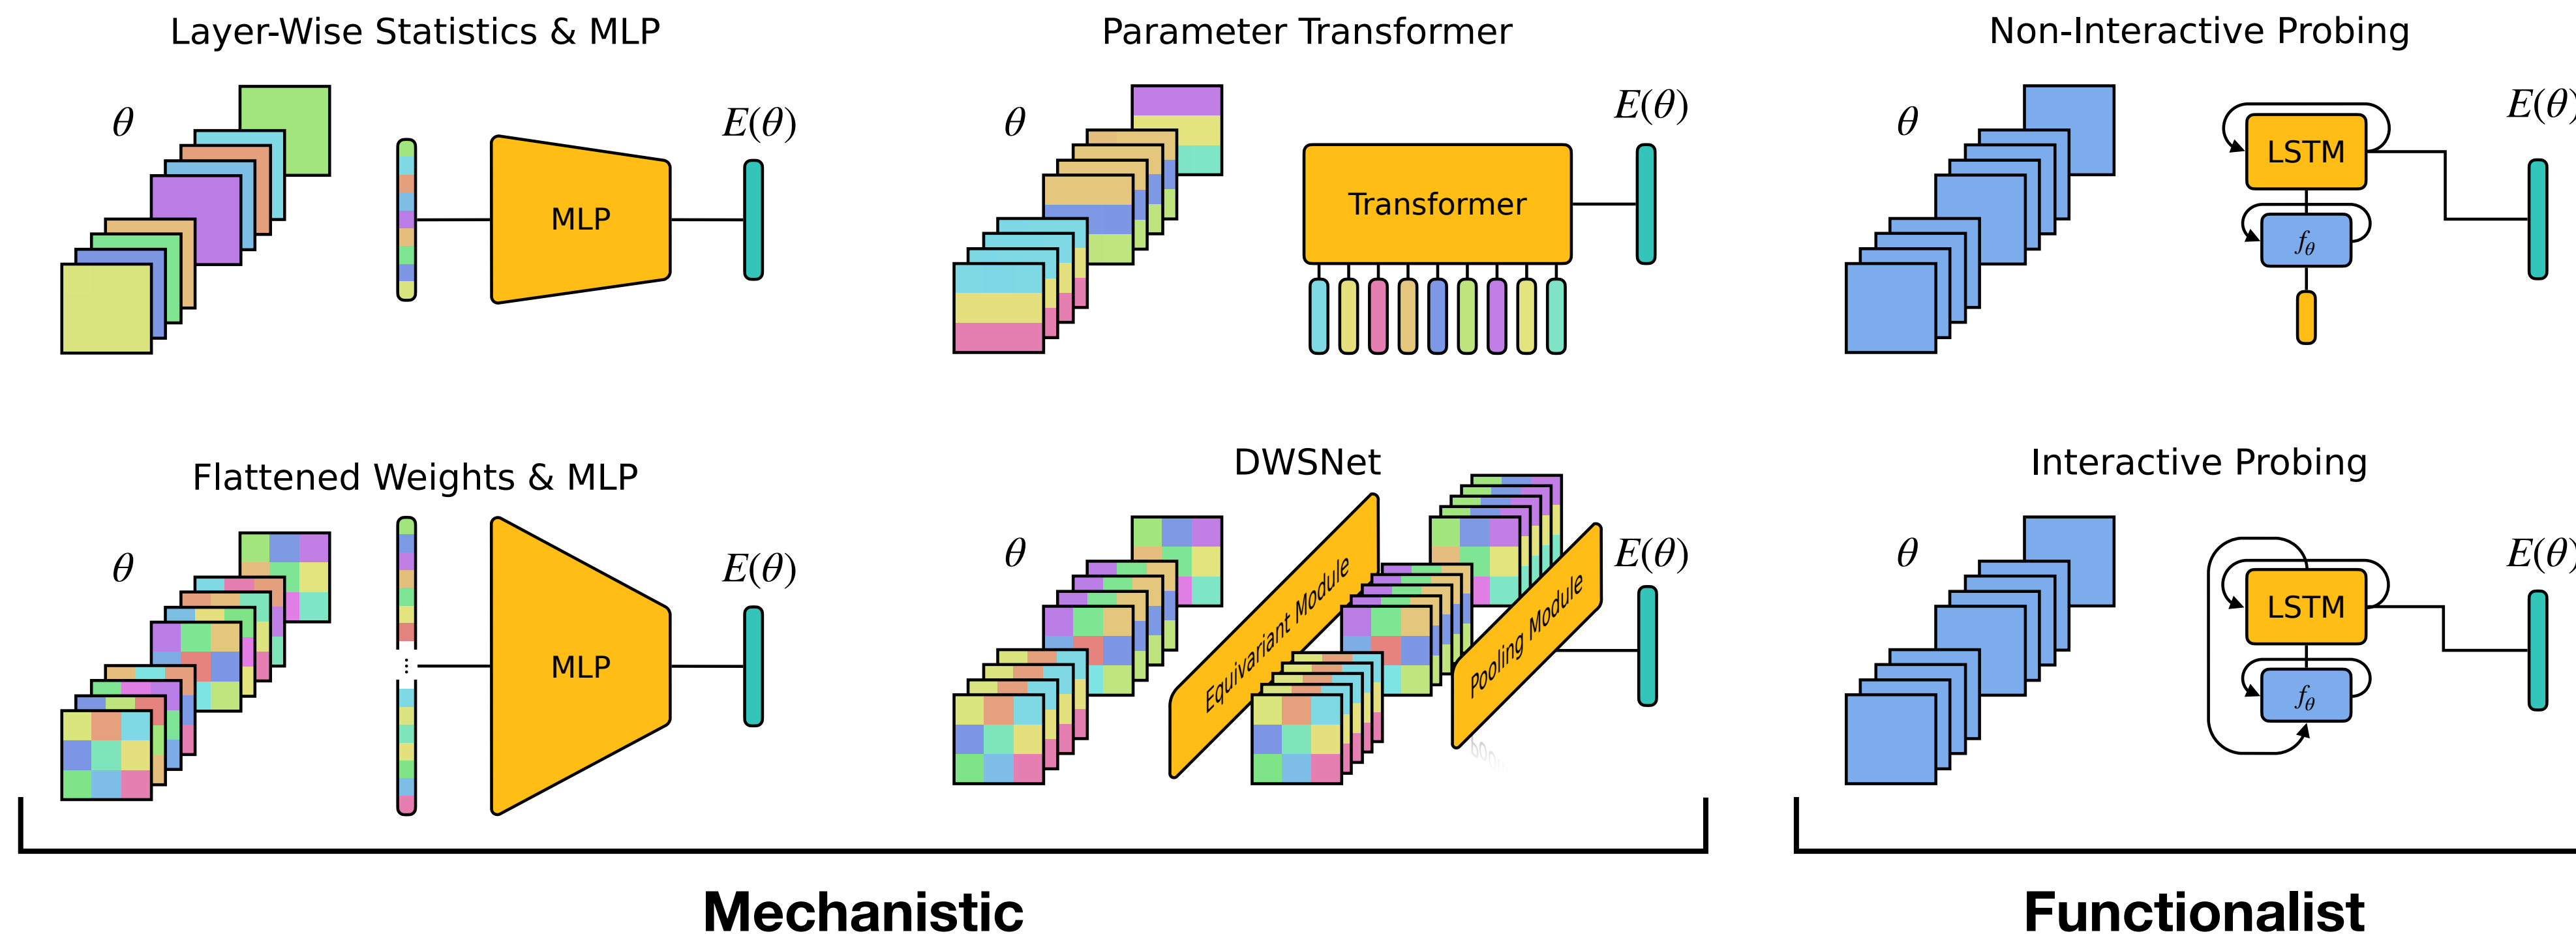 Layer-Wise Statistics & MLP
θ
MLP
E(θ)
Parameter Transformer
θ
Transformer
E(θ)
Non-Interactive Probing
θ
LSTM
fθ
E(θ)
Flattened Weights & MLP
θ
⋮
MLP
E(θ)
DWSNet
θ
Equivariant Module
Pooling Module
E(θ)
Interactive Probing
θ
LSTM
fθ
E(θ)
Mechanistic
Functionalist